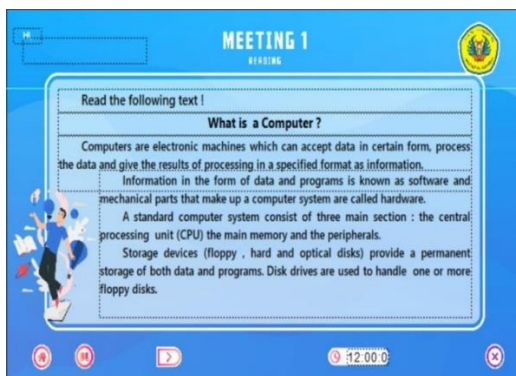 Hi
MEETING 1
READING
Read the following text !
What is a Computer ?
Computers are electronic machines which can accept data in certain form, process
the data and give the results of processing in a specified format as information.
Information in the form of data and programs is known as software and
mechanical parts that make up a computer system are called hardware.
A standard computer system consist of three main section : the central
processing unit (CPU) the main memory and the peripherals.
Storage devices (floppy , hard and optical disks) provide a permanent
storage of both data and programs. Disk drives are used to handle one or more
floppy disks.
12:00:0